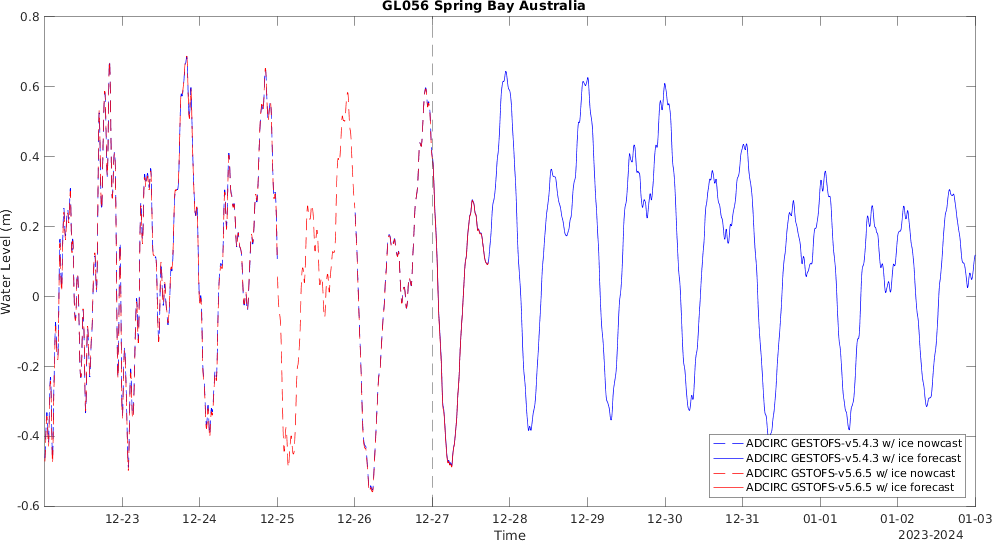 GL056 Spring Bay Australia
0.8
0.6
0.4
0.2
0
-0.2
-0.4
-0.6
Water Level (m)
12-23 12-24 12-25 12-26 12-27 12-28 12-29 12-30 12-31 01-01 01-02 01-03
2023-2024
Time
ADCIRC GESTOFS-v5.4.3 w/ ice nowcast
ADCIRC GESTOFS-v5.4.3 w/ ice forecast
ADCIRC GSTOFS-v5.6.5 w/ ice nowcast
ADCIRC GSTOFS-v5.6.5 w/ ice forecast